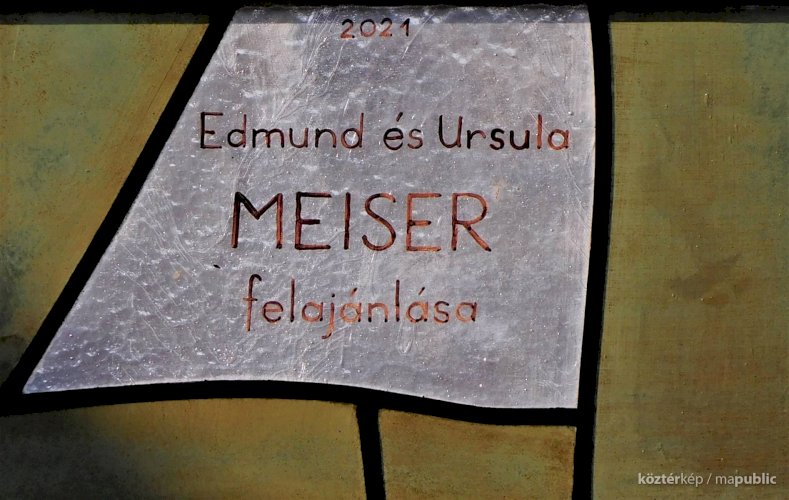 2021
Edmund és Ursula
MEISER
felajánlása
köztérkép / mapublic